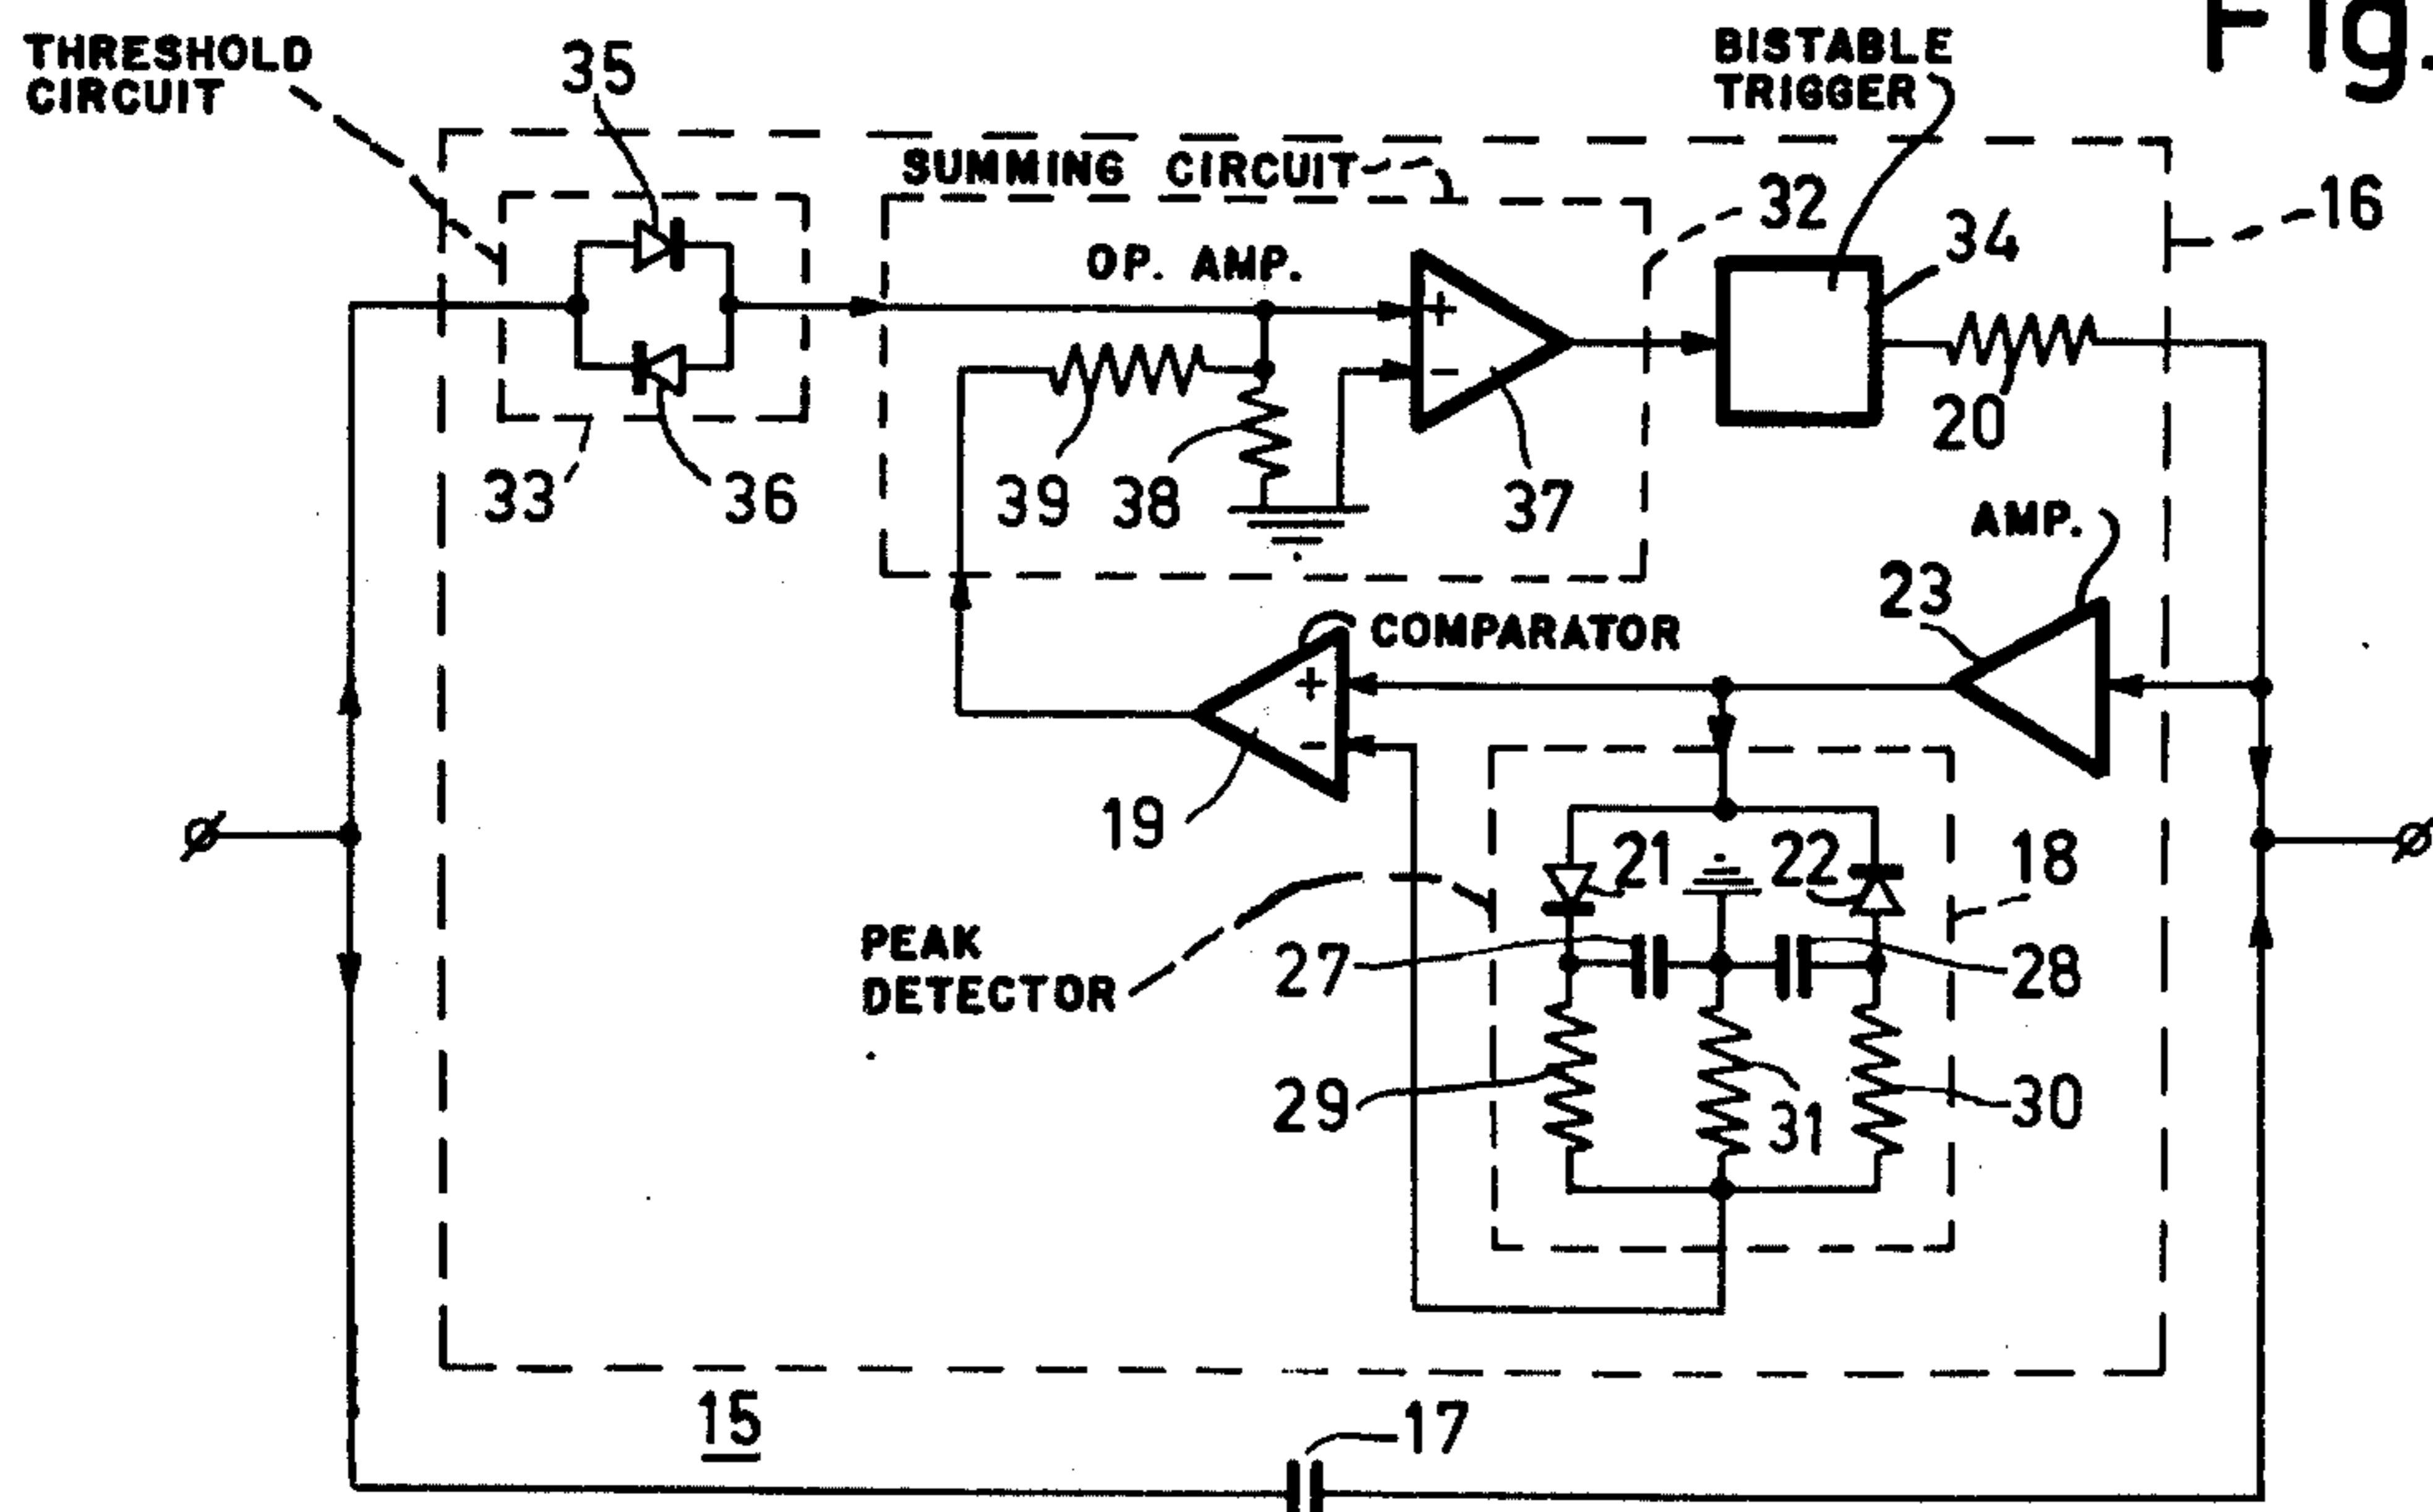 Fig.
THRESHOLD
CIRCUIT
35
BISTABLE
TRIGGER
SUMMING CIRCUIT
32
16
34
OP. AMP.
+
-
33
36
39
38
37
20
AMP.
23
COMPARATOR
+
-
19
21
22
18
PEAK
DETECTOR
27
28
29
31
30
15
17